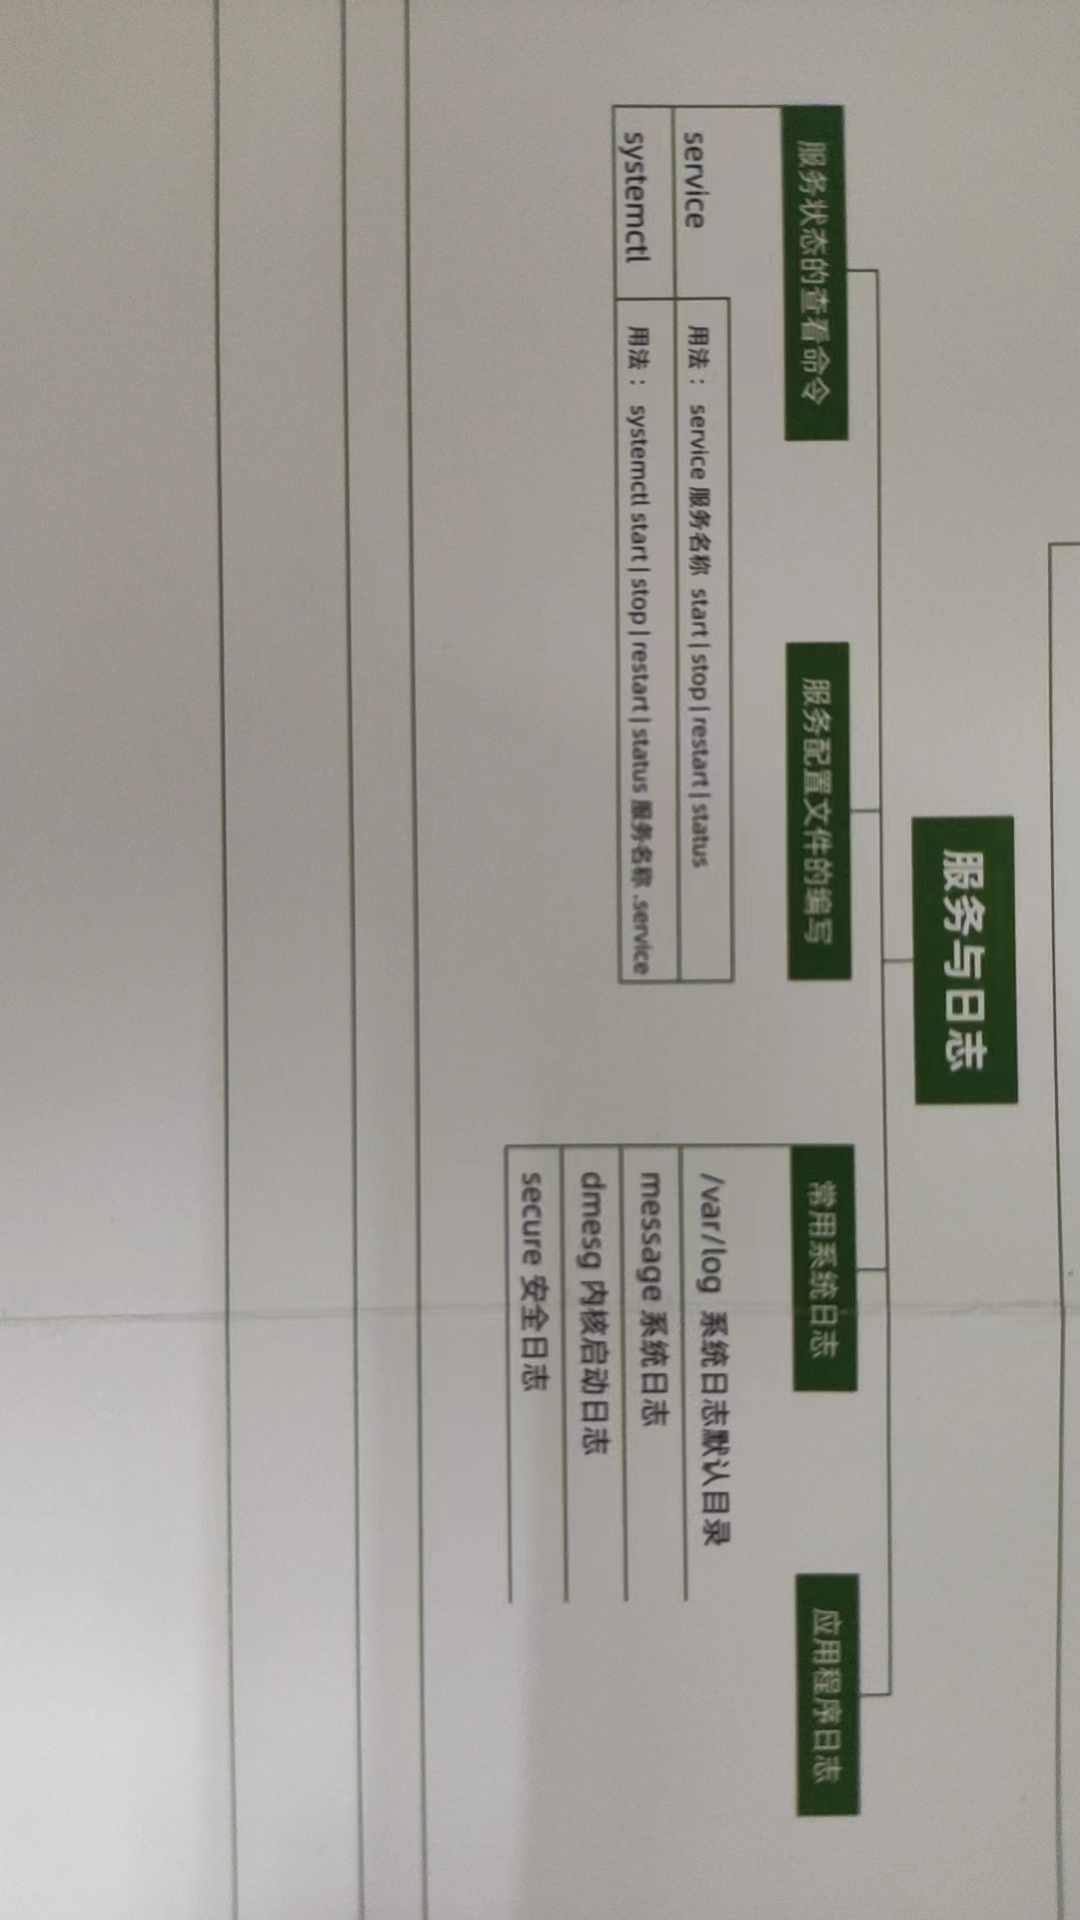 服务与日志
服务状态的查看命令
service
用法： service 服务名称 start | stop | restart | status
systemctl
用法： systemctl start | stop | restart | status 服务名称 .service
服务配置文件的编写
常用系统日志
/var/log 系统日志默认目录
message 系统日志
dmesg 内核启动日志
secure 安全日志
应用程序日志